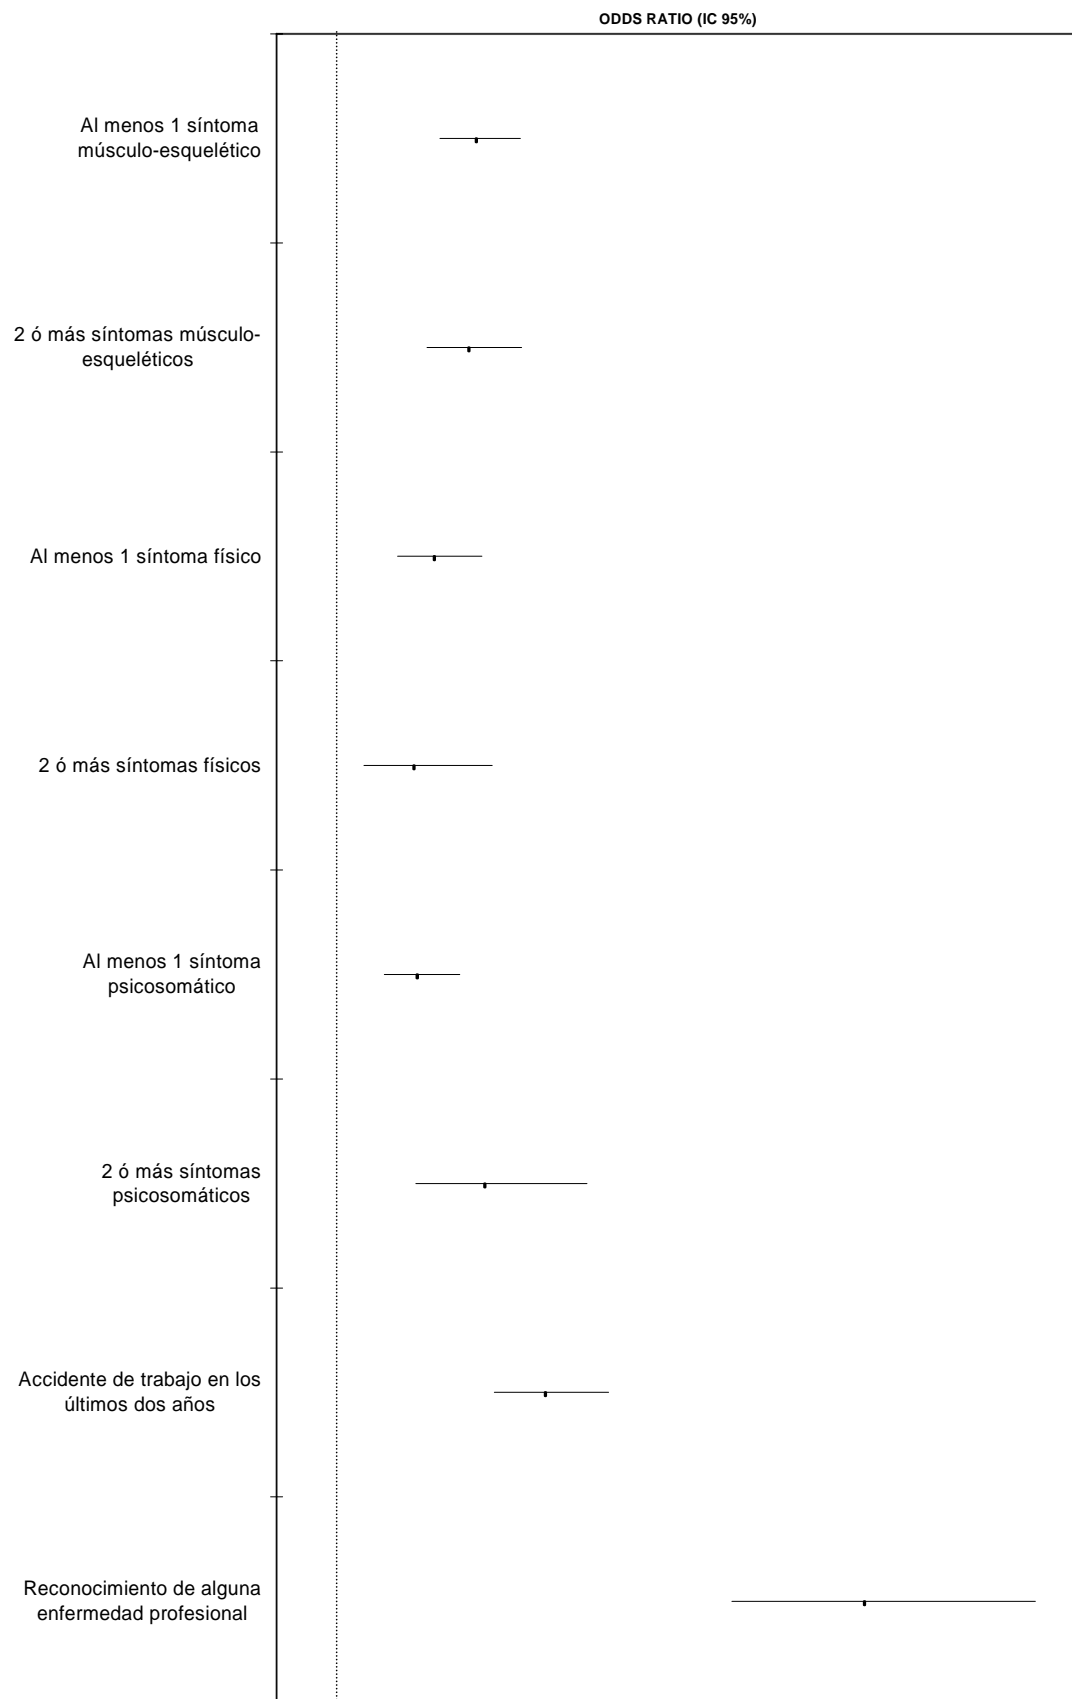 ODDS RATIO (IC 95%)
Al menos 1 síntoma
músculo-esquelético
2 ó más síntomas músculo-
esqueléticos
Al menos 1 síntoma físico
2 ó más síntomas físicos
Al menos 1 síntoma
psicosomático
2 ó más síntomas
psicosomáticos
Accidente de trabajo en los
últimos dos años
Reconocimiento de alguna
enfermedad profesional